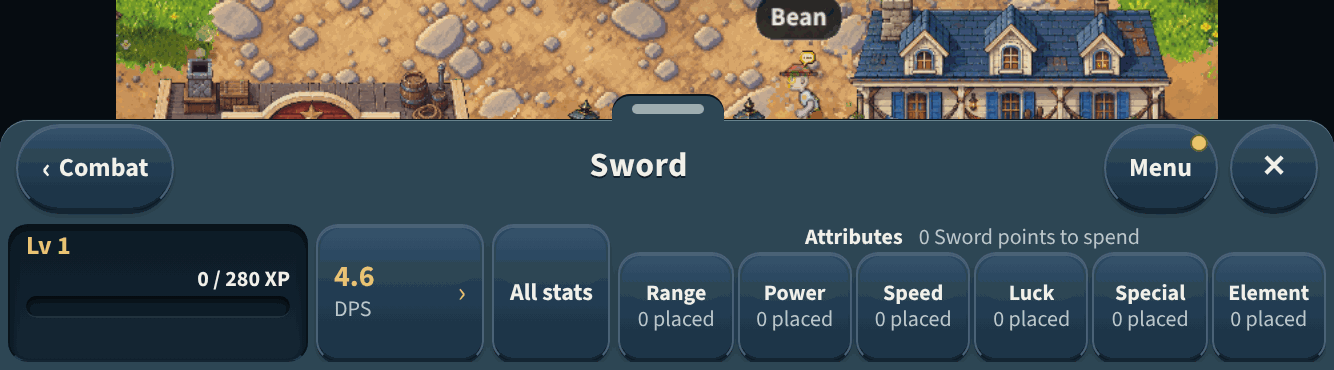 Bean
‹ Combat
Sword
Menu
×
Lv 1
0 / 280 XP
4.6
DPS
›
All stats
Attributes 0 Sword points to spend
Range
0 placed
Power
0 placed
Speed
0 placed
Luck
0 placed
Special
0 placed
Element
0 placed